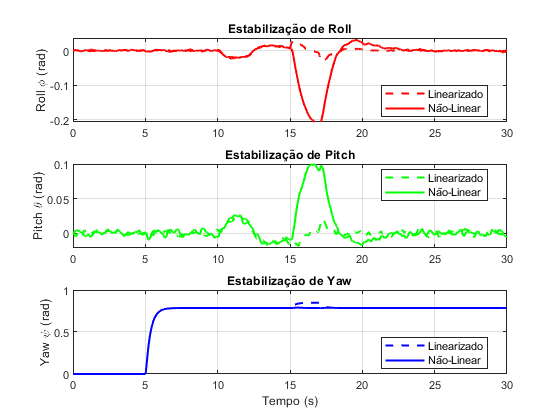 Estabilização de Roll
Roll ϕ (rad)
0
-0.1
-0.2
Linearizado
Não-Linear
0 5 10 15 20 25 30
Estabilização de Pitch
Pitch θ (rad)
0.1
0.05
0
Linearizado
Não-Linear
0 5 10 15 20 25 30
Estabilização de Yaw
Yaw ψ (rad)
1
0.5
0
Linearizado
Não-Linear
0 5 10 15 20 25 30
Tempo (s)